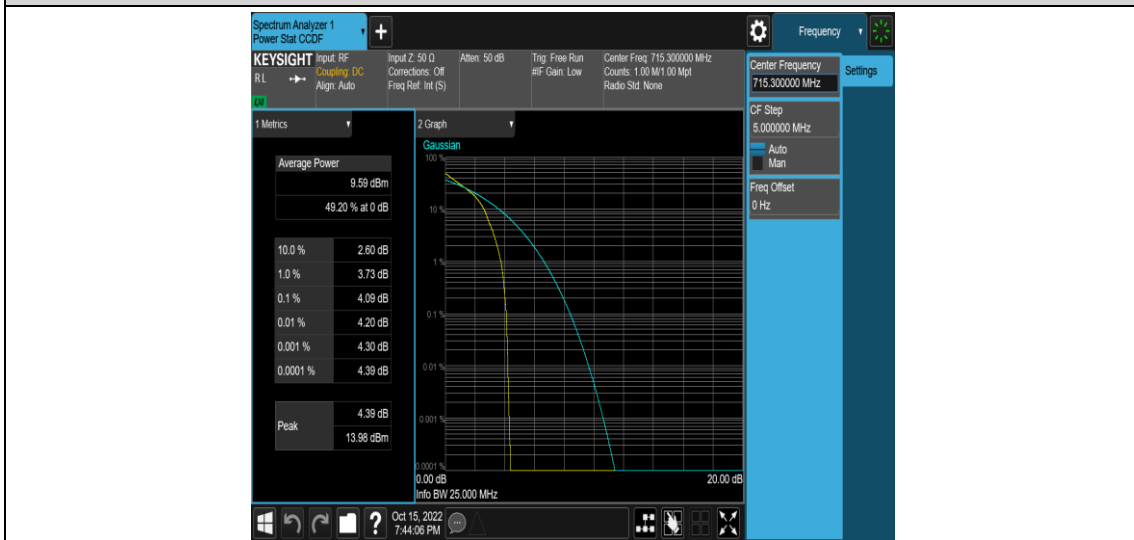 Spectrum Analyzer 1
Power Stat CCDF
+
Frequency
KEYSIGHT
RL
LXI
Input: RF
Coupling: DC
Align: Auto
Input Z: 50 Ω
Corrections: Off
Freq Ref: Int (S)
Atten: 50 dB
Trig: Free Run
#IF Gain: Low
Center Freq: 715.300000 MHz
Counts: 1.00 M/1.00 Mpt
Radio Std: None
Center Frequency
715.300000 MHz
Settings
CF Step
5.000000 MHz
Auto
Man
Freq Offset
0 Hz
1 Metrics
Average Power
9.59 dBm
49.20 % at 0 dB
10.0 % 2.60 dB
1.0 % 3.73 dB
0.1 % 4.09 dB
0.01 % 4.20 dB
0.001 % 4.30 dB
0.0001 % 4.39 dB
Peak 4.39 dB
13.98 dBm
2 Graph
Gaussian
100 %
10 %
1 %
0.1 %
0.01 %
0.001 %
0.0001 %
0.00 dB 20.00 dB
Info BW 25.000 MHz
?
Oct 15, 2022
7:44:06 PM